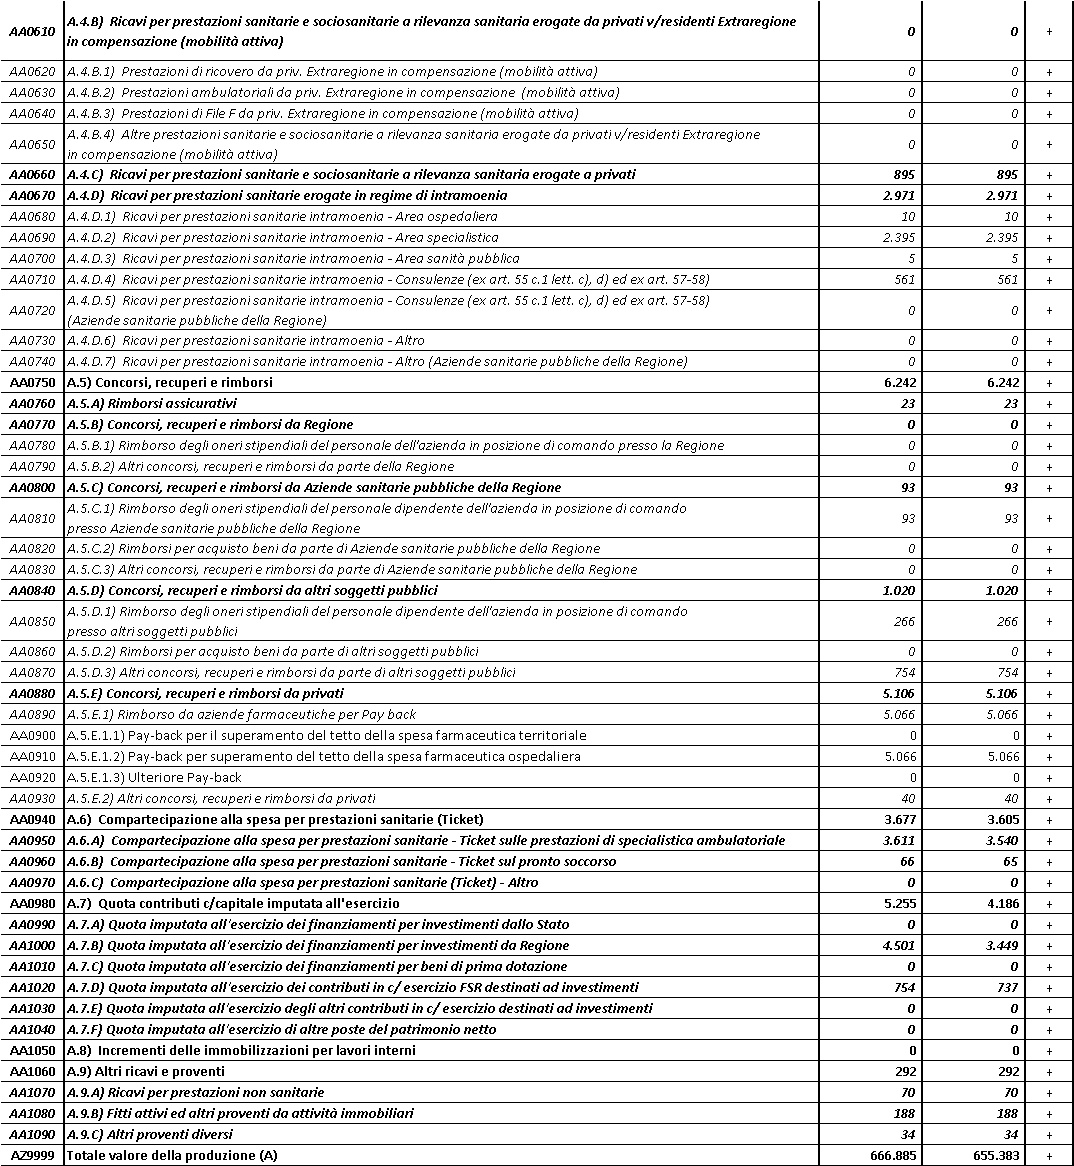 AA0610 A.4.B) Ricavi per prestazioni sanitarie e sociosanitarie a rilevanza sanitaria erogate da privati v/residenti Extraregione
in compensazione (mobilità attiva) 0 0 +
AA0620 A.4.B.1) Prestazioni di ricovero da priv. Extraregione in compensazione (mobilità attiva) 0 0 +
AA0630 A.4.B.2) Prestazioni ambulatoriali da priv. Extraregione in compensazione (mobilità attiva) 0 0 +
AA0640 A.4.B.3) Prestazioni di File F da priv. Extraregione in compensazione (mobilità attiva) 0 0 +
AA0650 A.4.B.4) Altre prestazioni sanitarie e sociosanitarie a rilevanza sanitaria erogate da privati v/residenti Extraregione
in compensazione (mobilità attiva) 0 0 +
AA0660 A.4.C) Ricavi per prestazioni sanitarie e sociosanitarie a rilevanza sanitaria erogate a privati 895 895 +
AA0670 A.4.D) Ricavi per prestazioni sanitarie erogate in regime di intramoenia 2.971 2.971 +
AA0680 A.4.D.1) Ricavi per prestazioni sanitarie intramoenia - Area ospedaliera 10 10 +
AA0690 A.4.D.2) Ricavi per prestazioni sanitarie intramoenia - Area specialistica 2.395 2.395 +
AA0700 A.4.D.3) Ricavi per prestazioni sanitarie intramoenia - Area sanità pubblica 5 5 +
AA0710 A.4.D.4) Ricavi per prestazioni sanitarie intramoenia - Consulenze (ex art. 55 c.1 lett. c), d) ed ex art. 57-58) 561 561 +
AA0720 A.4.D.5) Ricavi per prestazioni sanitarie intramoenia - Consulenze (ex art. 55 c.1 lett. c), d) ed ex art. 57-58)
(Aziende sanitarie pubbliche della Regione) 0 0 +
AA0730 A.4.D.6) Ricavi per prestazioni sanitarie intramoenia - Altro 0 0 +
AA0740 A.4.D.7) Ricavi per prestazioni sanitarie intramoenia - Altro (Aziende sanitarie pubbliche della Regione) 0 0 +
AA0750 A.5) Concorsi, recuperi e rimborsi 6.242 6.242 +
AA0760 A.5.A) Rimborsi assicurativi 23 23 +
AA0770 A.5.B) Concorsi, recuperi e rimborsi da Regione 0 0 +
AA0780 A.5.B.1) Rimborso degli oneri stipendiali del personale dell'azienda in posizione di comando presso la Regione 0 0 +
AA0790 A.5.B.2) Altri concorsi, recuperi e rimborsi da parte della Regione 0 0 +
AA0800 A.5.C) Concorsi, recuperi e rimborsi da Aziende sanitarie pubbliche della Regione 93 93 +
AA0810 A.5.C.1) Rimborso degli oneri stipendiali del personale dipendente dell'azienda in posizione di comando
presso Aziende sanitarie pubbliche della Regione 93 93 +
AA0820 A.5.C.2) Rimborsi per acquisto beni da parte di Aziende sanitarie pubbliche della Regione 0 0 +
AA0830 A.5.C.3) Altri concorsi, recuperi e rimborsi da parte di Aziende sanitarie pubbliche della Regione 0 0 +
AA0840 A.5.D) Concorsi, recuperi e rimborsi da altri soggetti pubblici 1.020 1.020 +
AA0850 A.5.D.1) Rimborso degli oneri stipendiali del personale dipendente dell'azienda in posizione di comando
presso altri soggetti pubblici 266 266 +
AA0860 A.5.D.2) Rimborsi per acquisto beni da parte di altri soggetti pubblici 0 0 +
AA0870 A.5.D.3) Altri concorsi, recuperi e rimborsi da parte di altri soggetti pubblici 754 754 +
AA0880 A.5.E) Concorsi, recuperi e rimborsi da privati 5.106 5.106 +
AA0890 A.5.E.1) Rimborso da aziende farmaceutiche per Pay back 5.066 5.066 +
AA0900 A.5.E.1.1) Pay-back per il superamento del tetto della spesa farmaceutica territoriale 0 0 +
AA0910 A.5.E.1.2) Pay-back per superamento del tetto della spesa farmaceutica ospedaliera 5.066 5.066 +
AA0920 A.5.E.1.3) Ulteriore Pay-back 0 0 +
AA0930 A.5.E.2) Altri concorsi, recuperi e rimborsi da privati 40 40 +
AA0940 A.6) Compartecipazione alla spesa per prestazioni sanitarie (Ticket) 3.677 3.605 +
AA0950 A.6.A) Compartecipazione alla spesa per prestazioni sanitarie - Ticket sulle prestazioni di specialistica ambulatoriale 3.611 3.540 +
AA0960 A.6.B) Compartecipazione alla spesa per prestazioni sanitarie - Ticket sul pronto soccorso 66 65 +
AA0970 A.6.C) Compartecipazione alla spesa per prestazioni sanitarie (Ticket) - Altro 0 0 +
AA0980 A.7) Quota contributi c/capitale imputata all'esercizio 5.255 4.186 +
AA0990 A.7.A) Quota imputata all'esercizio dei finanziamenti per investimenti dallo Stato 0 0 +
AA1000 A.7.B) Quota imputata all'esercizio dei finanziamenti per investimenti da Regione 4.501 3.449 +
AA1010 A.7.C) Quota imputata all'esercizio dei finanziamenti per beni di prima dotazione 0 0 +
AA1020 A.7.D) Quota imputata all'esercizio dei contributi in c/ esercizio FSR destinati ad investimenti 754 737 +
AA1030 A.7.E) Quota imputata all'esercizio degli altri contributi in c/ esercizio destinati ad investimenti 0 0 +
AA1040 A.7.F) Quota imputata all'esercizio di altre poste del patrimonio netto 0 0 +
AA1050 A.8) Incrementi delle immobilizzazioni per lavori interni 0 0 +
AA1060 A.9) Altri ricavi e proventi 292 292 +
AA1070 A.9.A) Ricavi per prestazioni non sanitarie 70 70 +
AA1080 A.9.B) Fitti attivi ed altri proventi da attività immobiliari 188 188 +
AA1090 A.9.C) Altri proventi diversi 34 34 +
AZ9999 Totale valore della produzione (A) 666.885 655.383 +